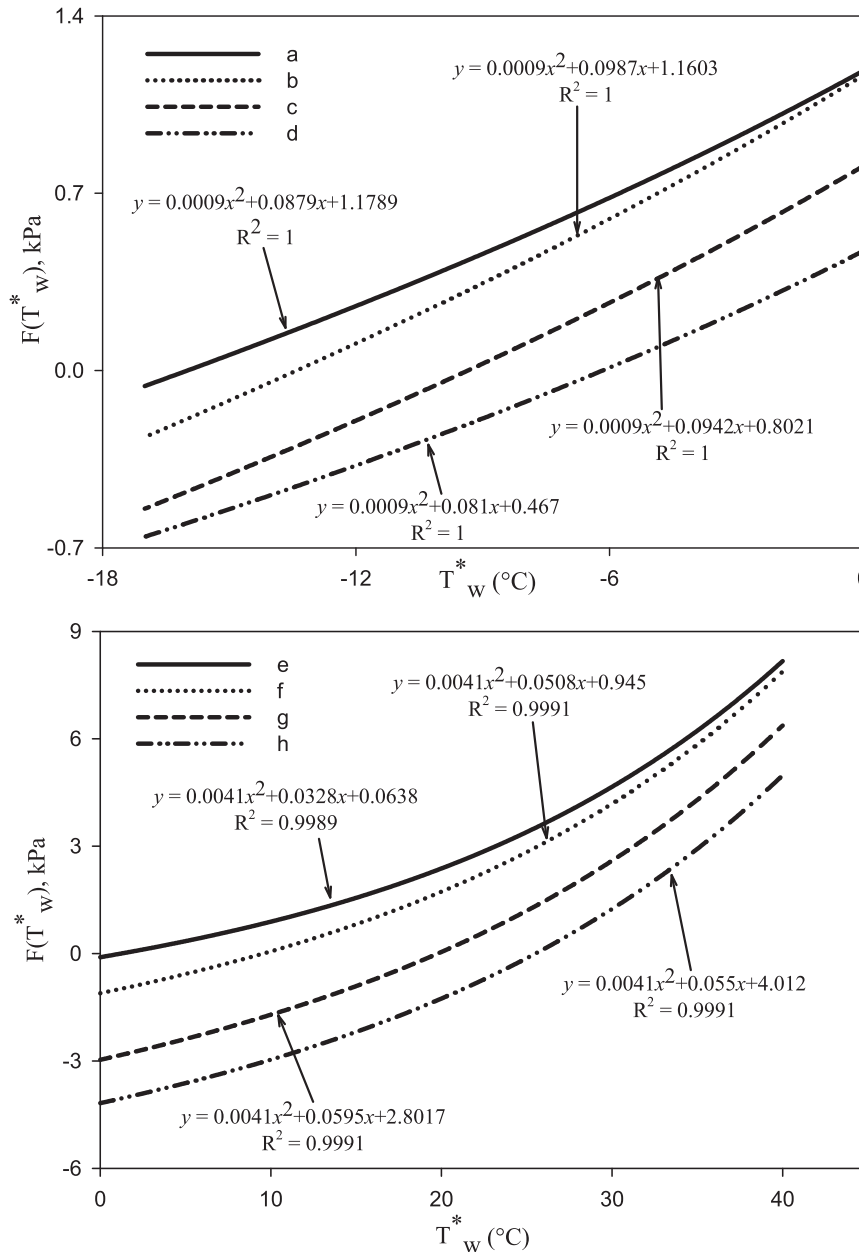 1.4
a
b
c
d
y = 0.0009x²+0.0987x+1.1603
R² = 1
0.7
y = 0.0009x²+0.0879x+1.1789
R² = 1
F(T*w), kPa
0.0
y = 0.0009x²+0.0942x+0.8021
R² = 1
y = 0.0009x²+0.081x+0.467
R² = 1
-0.7
-18
-12
-6
T*w (°C)
9
e
f
g
h
y = 0.0041x²+0.0508x+0.945
R² = 0.9991
6
y = 0.0041x²+0.0328x+0.0638
R² = 0.9989
3
F(T*w), kPa
0
y = 0.0041x²+0.055x+4.012
R² = 0.9991
-3
y = 0.0041x²+0.0595x+2.8017
R² = 0.9991
-6
0
10
20
30
40
T*w (°C)